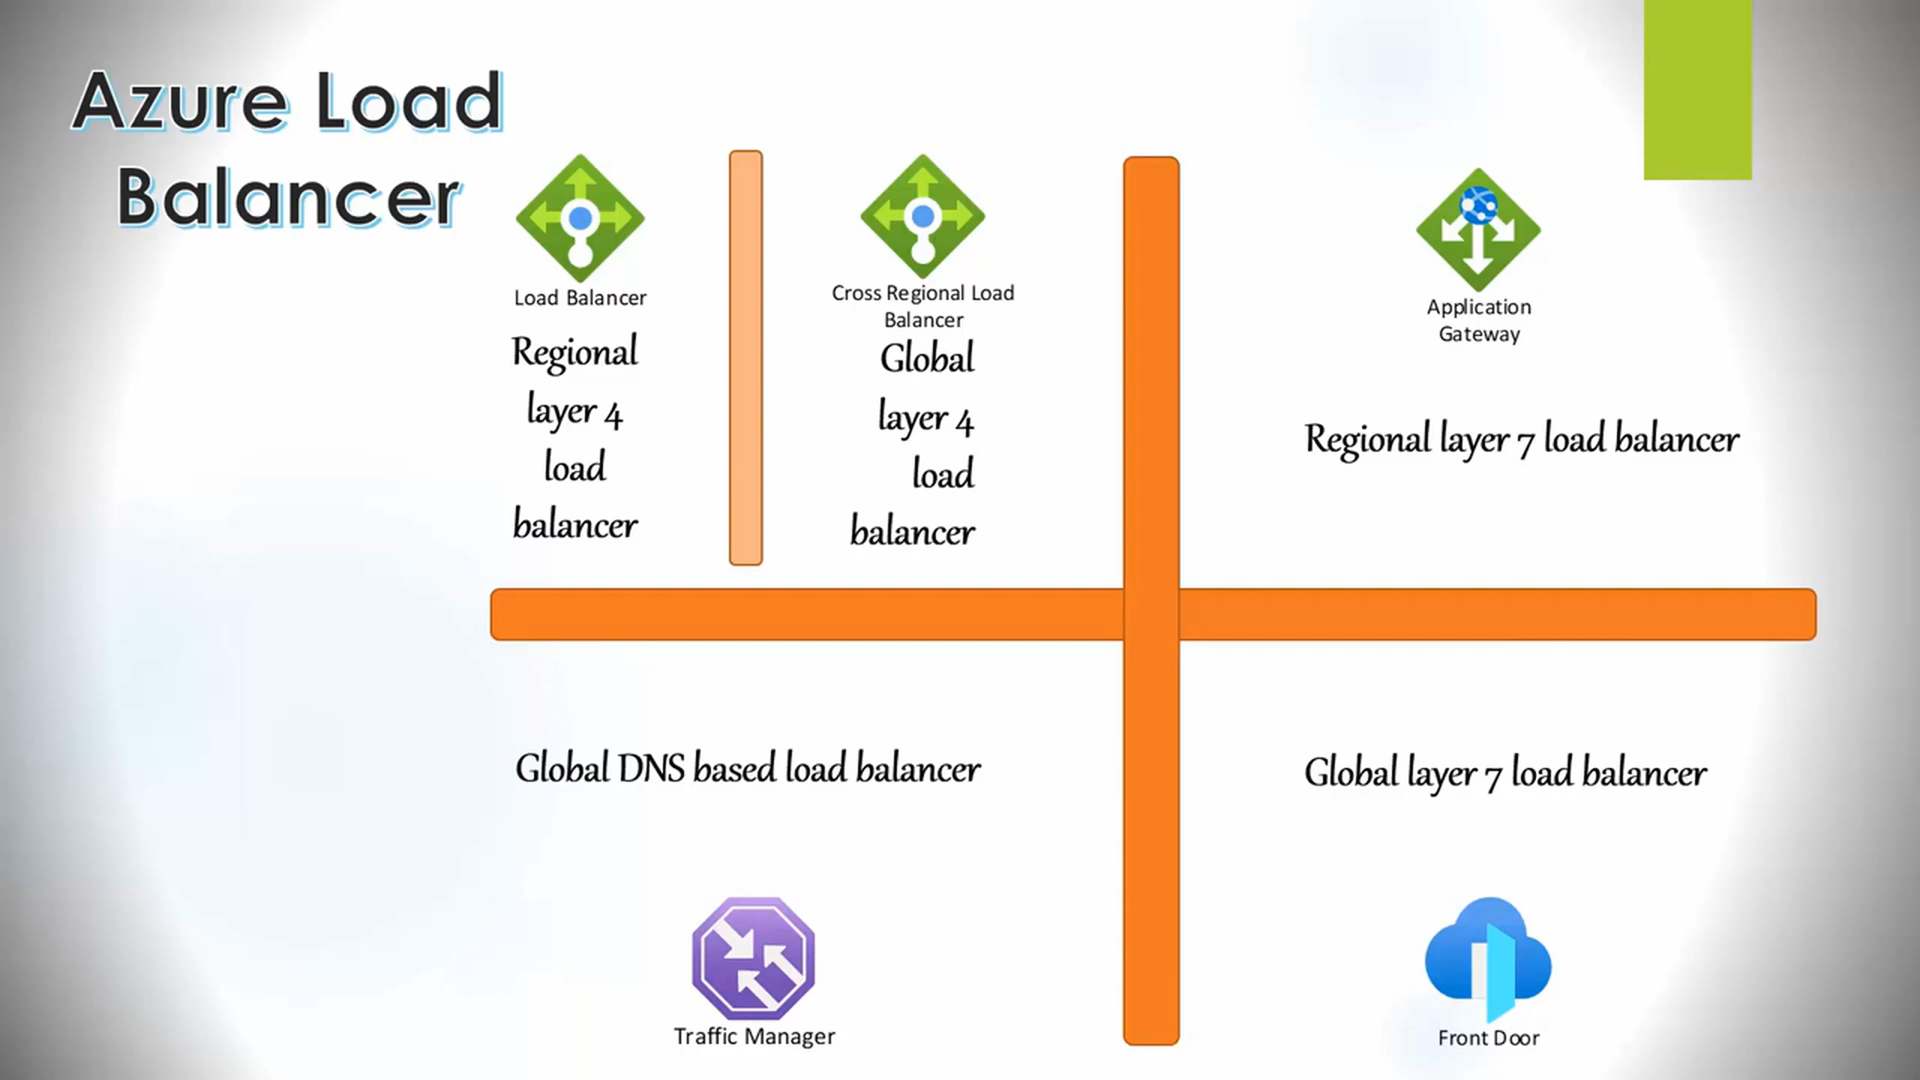 Azure Load
Balancer
Load Balancer
Regional
layer 4
load
balancer
Cross Regional Load
Balancer
Global
layer 4
load
balancer
Application
Gateway
Regional layer 7 load balancer
Global DNS based load balancer
Traffic Manager
Global layer 7 load balancer
Front Door